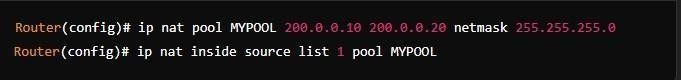 Router(config)# ip nat pool MYPOOL 200.0.0.10 200.0.0.20 netmask 255.255.255.0
Router(config)# ip nat inside source list 1 pool MYPOOL